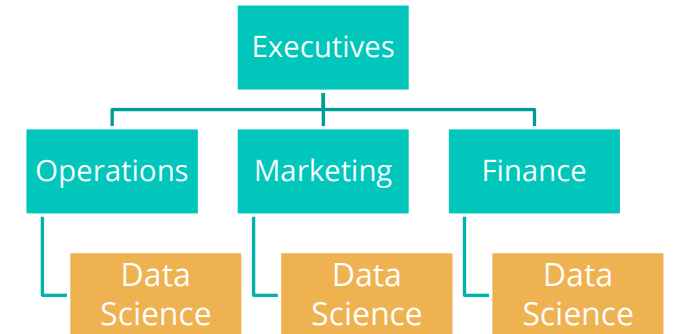 Executives
Operations
Marketing
Finance
Data
Science
Data
Science
Data
Science